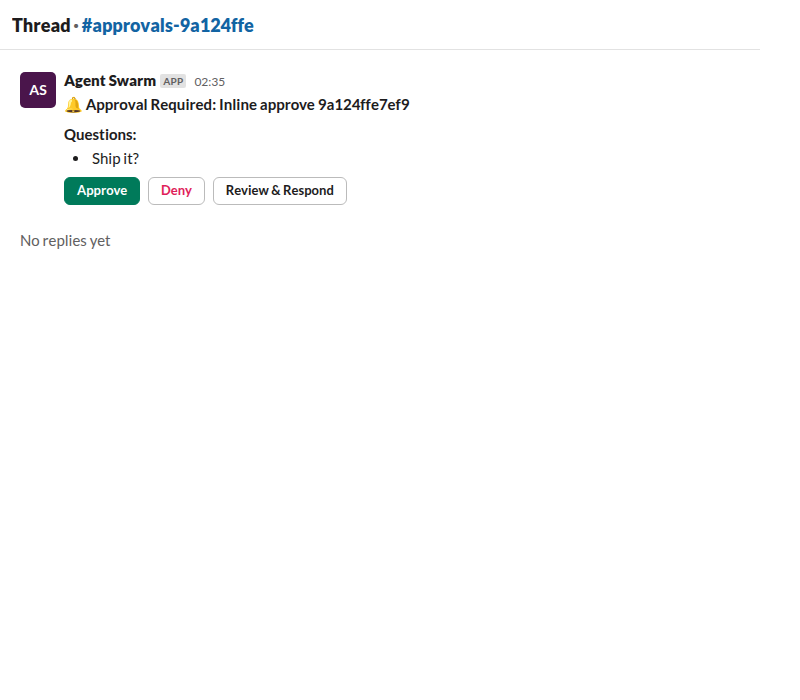 Thread • #approvals-9a124ffe
AS
Agent Swarm APP 02:35
🔔 Approval Required: Inline approve 9a124ffe7ef9
Questions:
• Ship it?
Approve Deny Review & Respond
No replies yet